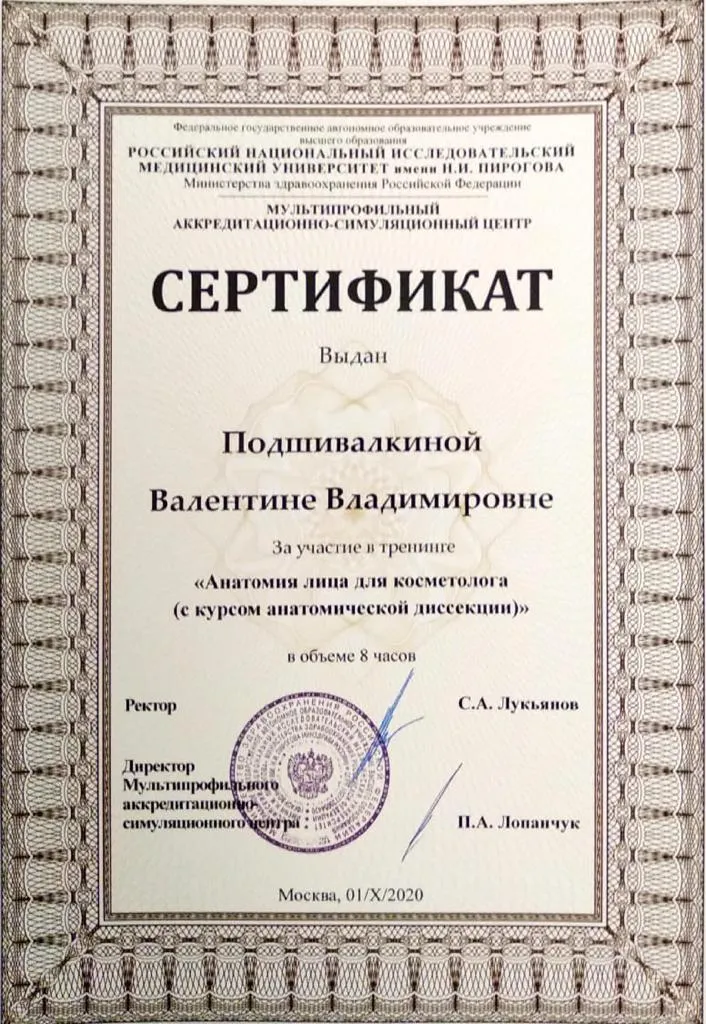 Федеральное государственное автономное образовательное учреждение
высшего образования
РОССИЙСКИЙ НАЦИОНАЛЬНЫЙ ИССЛЕДОВАТЕЛЬСКИЙ
МЕДИЦИНСКИЙ УНИВЕРСИТЕТ имени Н.И. ПИРОГОВА
Министерства здравоохранения Российской Федерации
МУЛЬТИПРОФИЛЬНЫЙ
АККРЕДИТАЦИОННО-СИМУЛЯЦИОННЫЙ ЦЕНТР
СЕРТИФИКАТ
Выдан
Подшивалкиной
Валентине Владимировне
За участие в тренинге
«Анатомия лица для косметолога
(с курсом анатомической диссекции)»
в объеме 8 часов
Ректор
С.А. Лукьянов
Директор
Мультипрофильного
аккредитационно-
симуляционного центра
П.А. Лопанчук
Москва, 01/X/2020